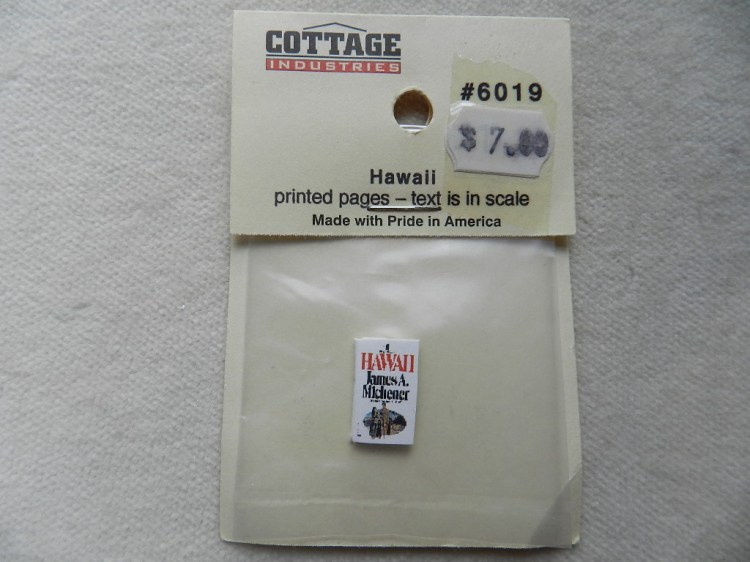 COTTAGE
INDUSTRIES
#6019
$ 7.00
Hawaii
printed pages – text is in scale
Made with Pride in America
HAWAII
James A.
Michener